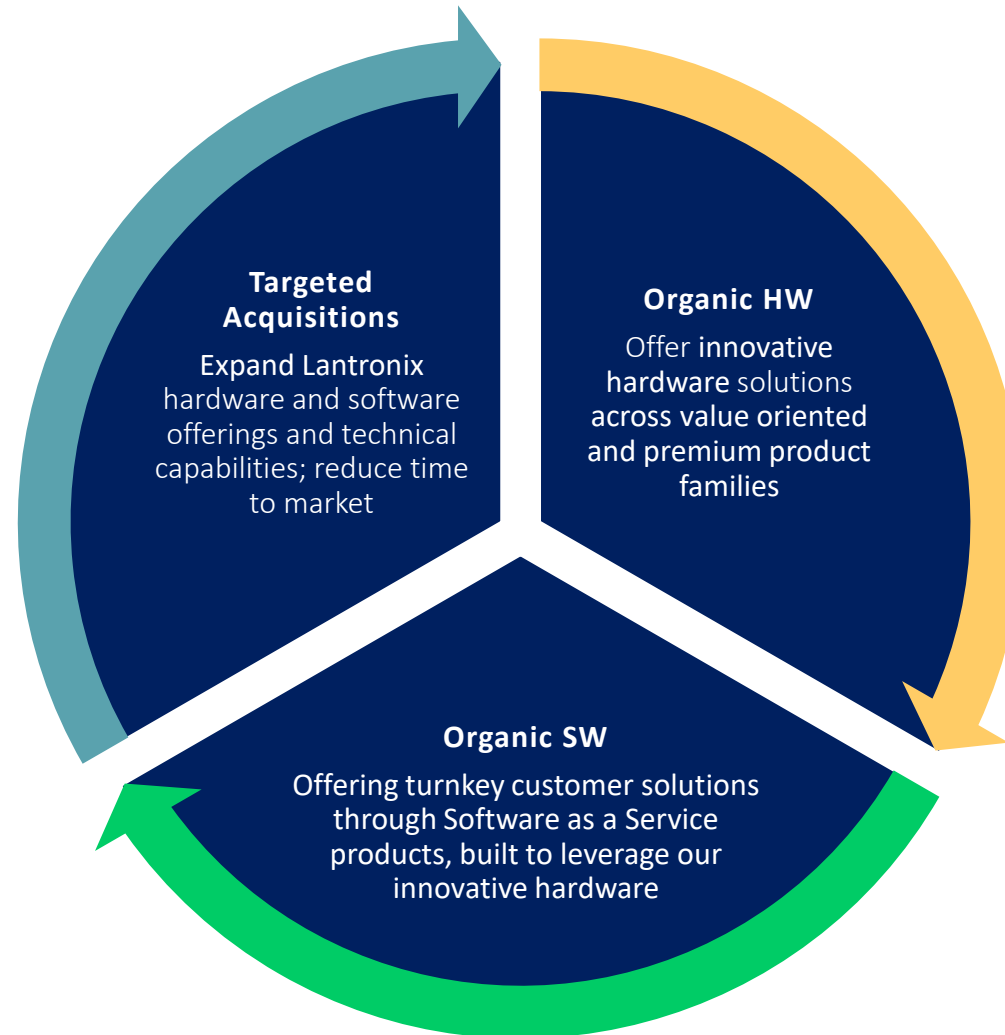 Targeted
Acquisitions
Expand Lantronix
hardware and software
offerings and technical
capabilities; reduce time
to market
Organic HW
Offer innovative
hardware solutions
across value oriented
and premium product
families
Organic SW
Offering turnkey customer solutions
through Software as a Service
products, built to leverage our
innovative hardware